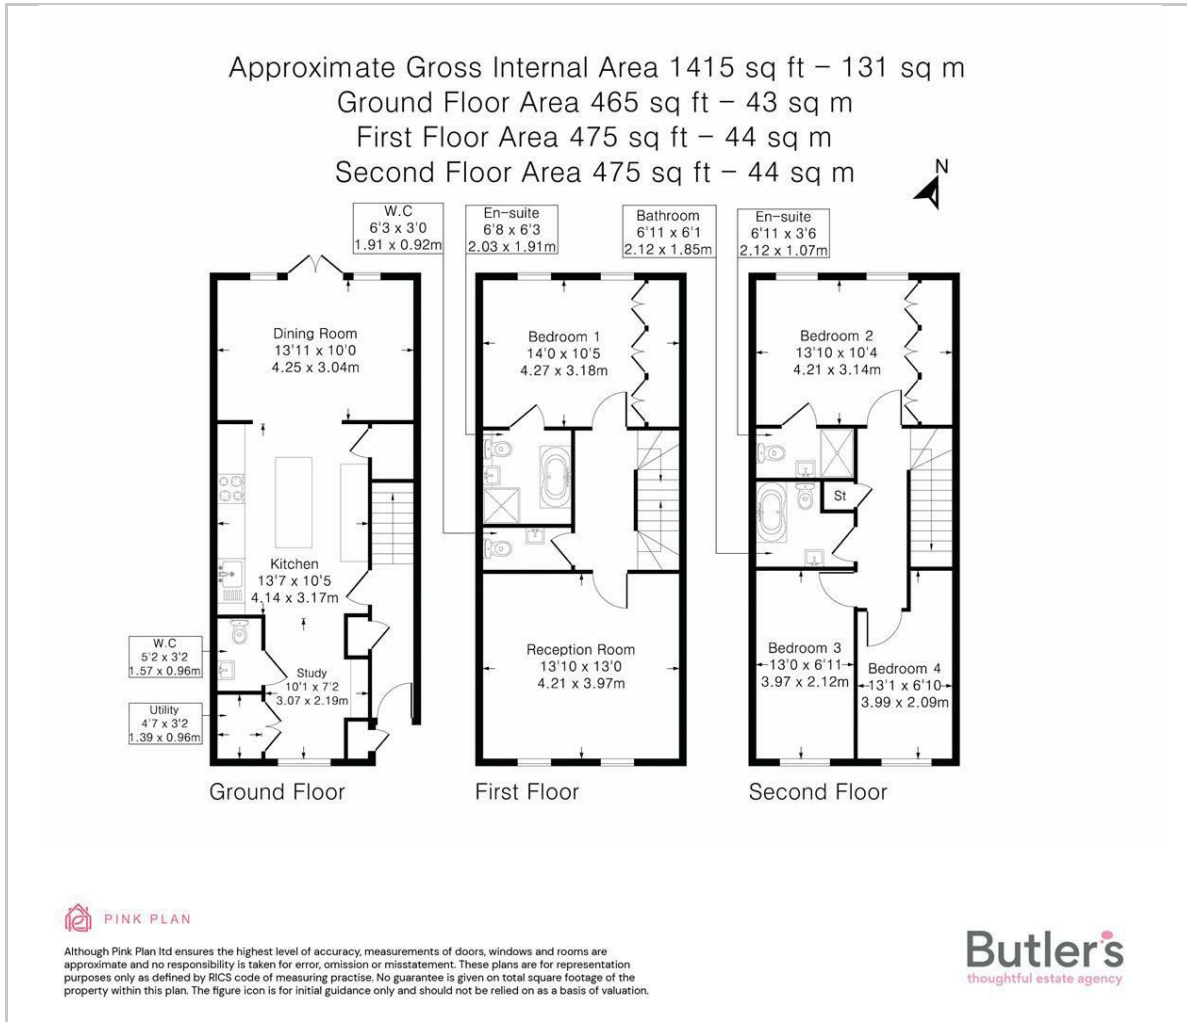 Approximate Gross Internal Area 1415 sq ft – 131 sq m
Ground Floor Area 465 sq ft – 43 sq m
First Floor Area 475 sq ft – 44 sq m
Second Floor Area 475 sq ft – 44 sq m
N
W.C
6'3 x 3'0
1.91 x 0.92m
En-suite
6'8 x 6'3
2.03 x 1.91m
Bathroom
6'11 x 6'1
2.12 x 1.85m
En-suite
6'11 x 3'6
2.12 x 1.07m
Dining Room
13'11 x 10'0
4.25 x 3.04m
Kitchen
13'7 x 10'5
4.14 x 3.17m
W.C
5'2 x 3'2
1.57 x 0.96m
Study
10'1 x 7'2
3.07 x 2.19m
Utility
4'7 x 3'2
1.39 x 0.96m
Ground Floor
Bedroom 1
14'0 x 10'5
4.27 x 3.18m
Reception Room
13'10 x 13'0
4.21 x 3.97m
First Floor
Bedroom 2
13'10 x 10'4
4.21 x 3.14m
St
Bedroom 3
13'0 x 6'11
3.97 x 2.12m
Bedroom 4
13'1 x 6'10
3.99 x 2.09m
Second Floor
PINK PLAN
Although Pink Plan ltd ensures the highest level of accuracy, measurements of doors, windows and rooms are
approximate and no responsibility is taken for error, omission or misstatement. These plans are for representation
purposes only as defined by RICS code of measuring practise. No guarantee is given on total square footage of the
property within this plan. The figure icon is for initial guidance only and should not be relied on as a basis of valuation.
Butler's
thoughtful estate agency